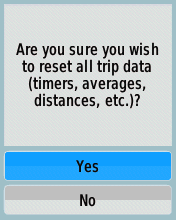 Are you sure you wish
to reset all trip data
(timers, averages,
distances, etc.)?
Yes
No